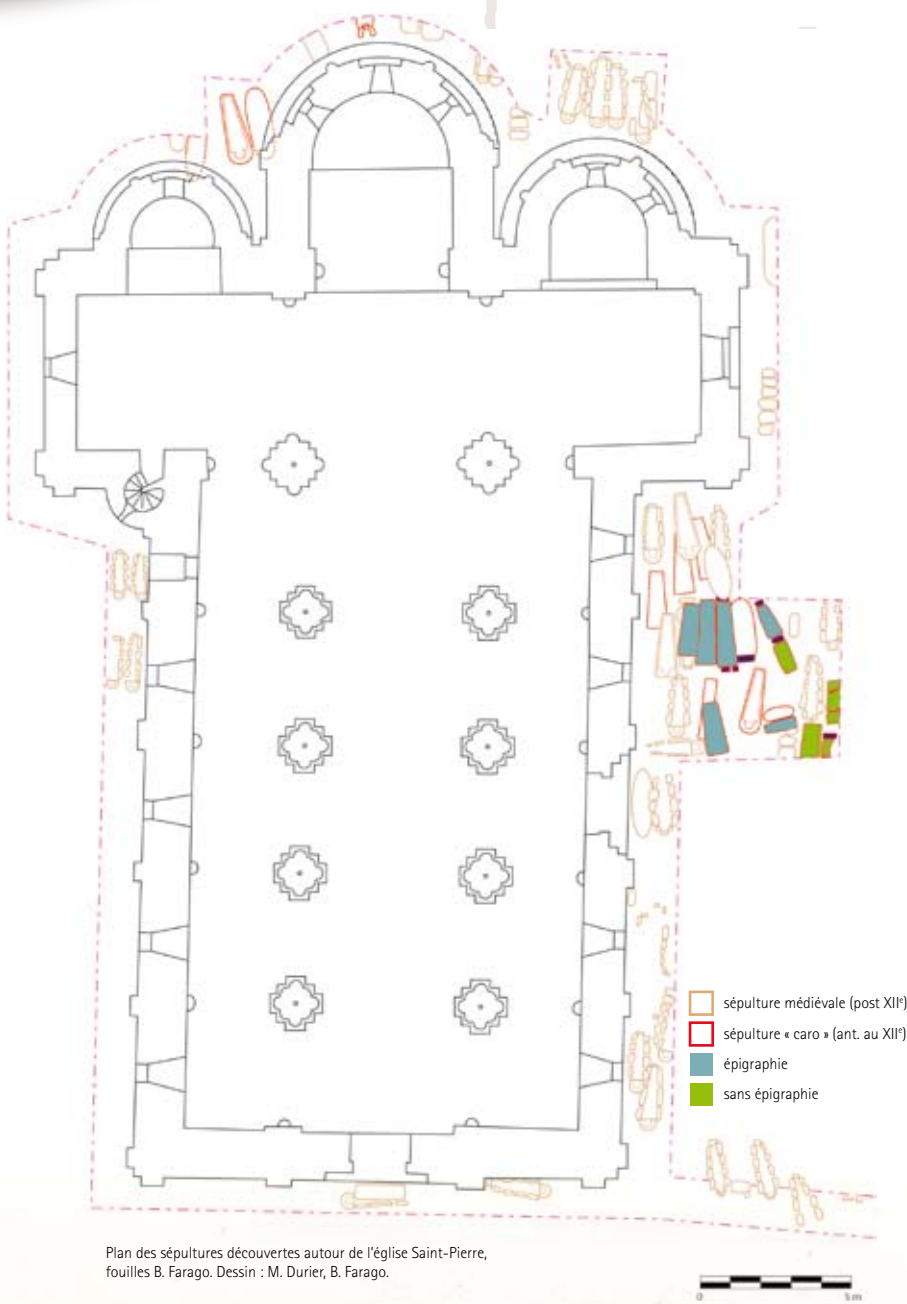 sépulture médiévale (post XIIe)
sépulture « caro » (ant. au XIIe)
épigraphie
sans épigraphie
Plan des sépultures découvertes autour de l'église Saint-Pierre,
fouilles B. Farago. Dessin : M. Durier, B. Farago.
0 5 m